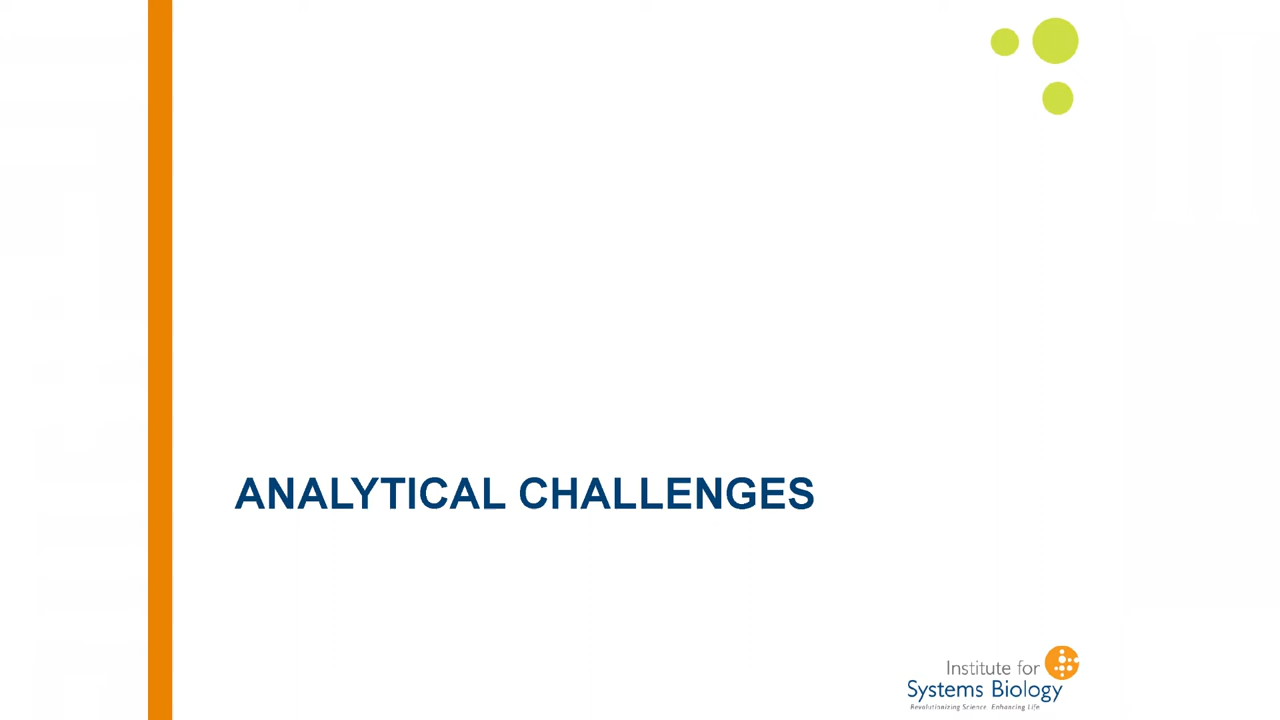 ANALYTICAL CHALLENGES
Institute for
Systems Biology
Revolutionizing Science. Enhancing Life.